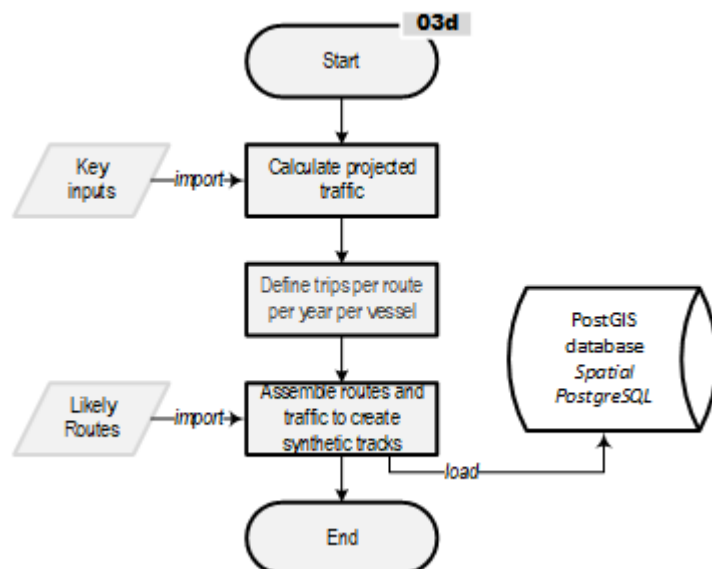 03d
Start
Key
inputs
import
Calculate projected
traffic
Define trips per route
per year per vessel
PostGIS
database
Spatial
PostgreSQL
Likely
Routes
import
Assemble routes and
traffic to create
synthetic tracks
load
End